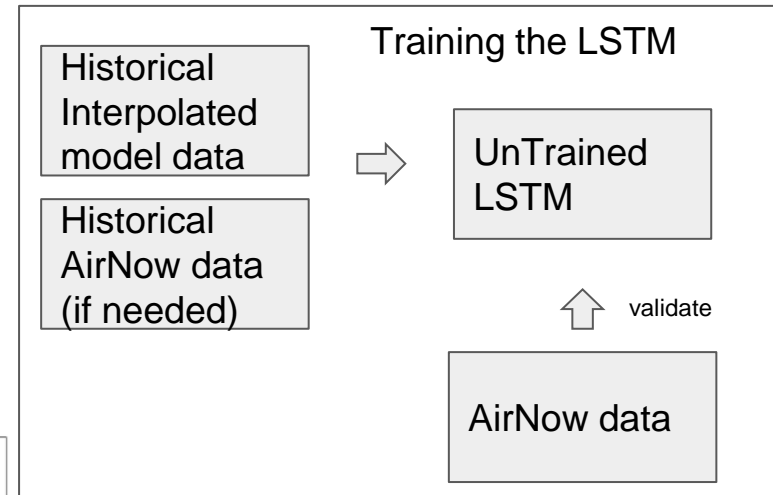 Training the LSTM
Historical
Interpolated
model data
UnTrained
LSTM
Historical
AirNow data
(if needed)
validate
AirNow data